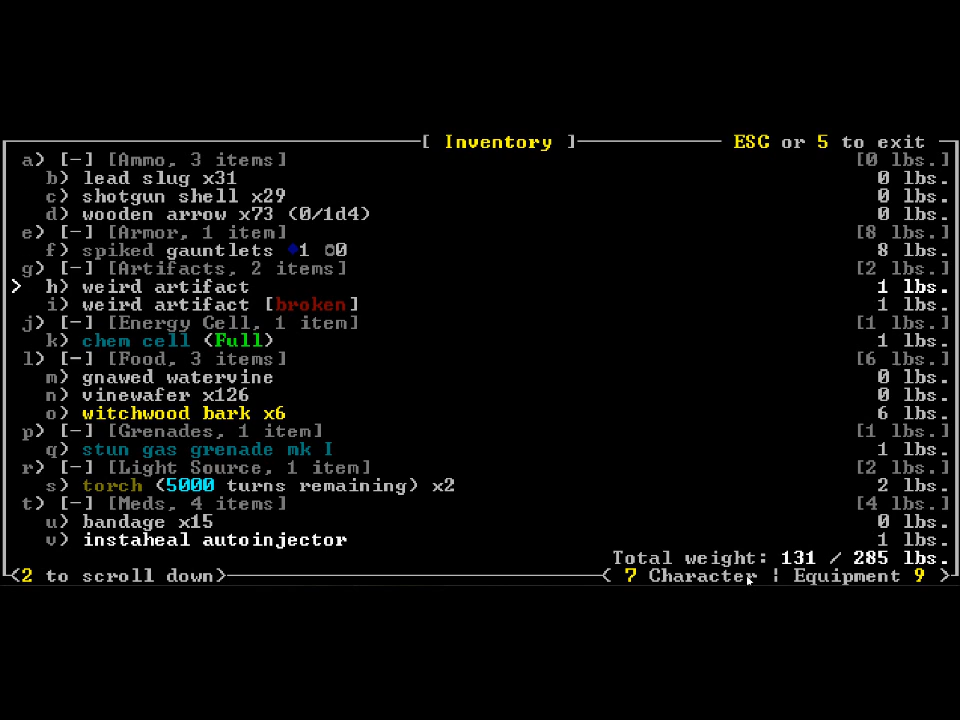 [ Inventory ] ESC or 5 to exit
a) [-] [Ammo, 3 items] [0 lbs.]
b) lead slug x31 0 lbs.
c) shotgun shell x29 0 lbs.
d) wooden arrow x73 (0/1d4) 0 lbs.
e) [-] [Armor, 1 item] [8 lbs.]
f) spiked gauntlets ♦1 ○0 8 lbs.
g) [-] [Artifacts, 2 items] [2 lbs.]
> h) weird artifact 1 lbs.
i) weird artifact [broken] 1 lbs.
j) [-] [Energy Cell, 1 item] [1 lbs.]
k) chem cell (Full) 1 lbs.
l) [-] [Food, 3 items] [6 lbs.]
m) gnawed watervine 0 lbs.
n) vinewafer x126 0 lbs.
o) witchwood bark x6 6 lbs.
p) [-] [Grenades, 1 item] [1 lbs.]
q) stun gas grenade mk I 1 lbs.
r) [-] [Light Source, 1 item] [2 lbs.]
s) torch (5000 turns remaining) x2 2 lbs.
t) [-] [Meds, 4 items] [4 lbs.]
u) bandage x15 0 lbs.
v) instaheal autoinjector 1 lbs.
Total weight: 131 / 285 lbs.
<2 to scroll down> < 7 Character | Equipment 9 >